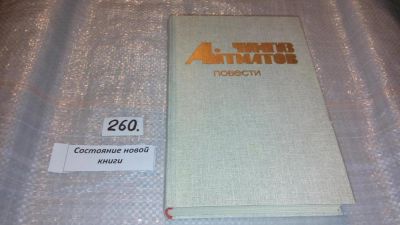 ЧИНГИЗ
АЙТМАТОВ
повести
260.
Состояние новой
книги